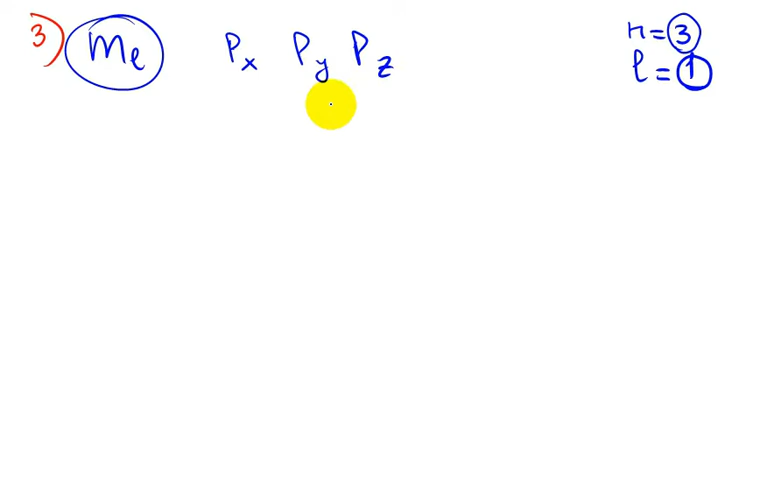 3) mℓ Px Py Pz
n = 3
ℓ = 1